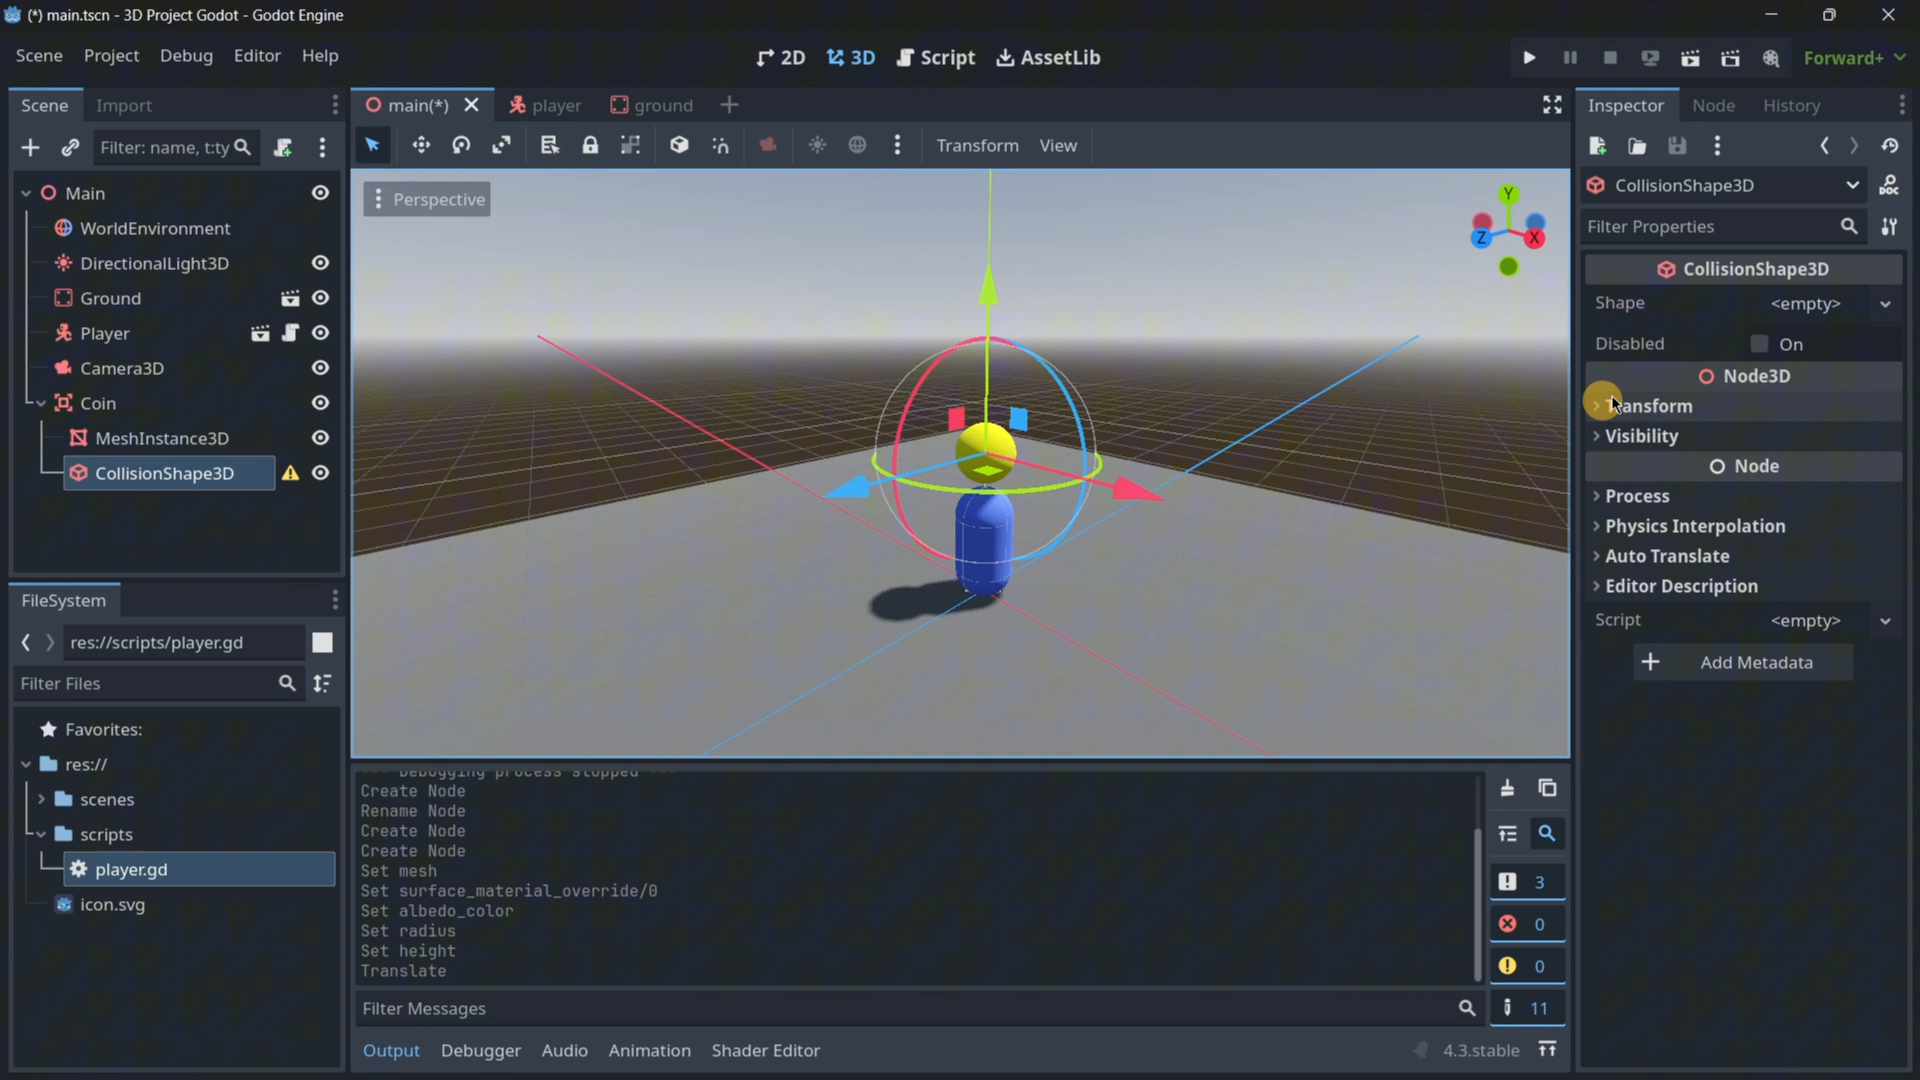 (*) main.tscn - 3D Project Godot - Godot Engine
Scene Project Debug Editor Help
2D 3D Script AssetLib
Forward+
Scene Import
Filter: name, t:ty
Main
WorldEnvironment
DirectionalLight3D
Ground
Player
Camera3D
Coin
MeshInstance3D
CollisionShape3D
FileSystem
res://scripts/player.gd
Filter Files
Favorites:
res://
scenes
scripts
player.gd
icon.svg
main(*) player ground
Transform View
Perspective
Y
Z X
Debugging process stopped
Create Node
Rename Node
Create Node
Create Node
Set mesh
Set surface_material_override/0
Set albedo_color
Set radius
Set height
Translate
3
0
0
11
Filter Messages
Output Debugger Audio Animation Shader Editor
4.3.stable
Inspector Node History
CollisionShape3D
DOC
Filter Properties
CollisionShape3D
Shape <empty>
Disabled On
Node3D
Transform
Visibility
Node
Process
Physics Interpolation
Auto Translate
Editor Description
Script <empty>
Add Metadata